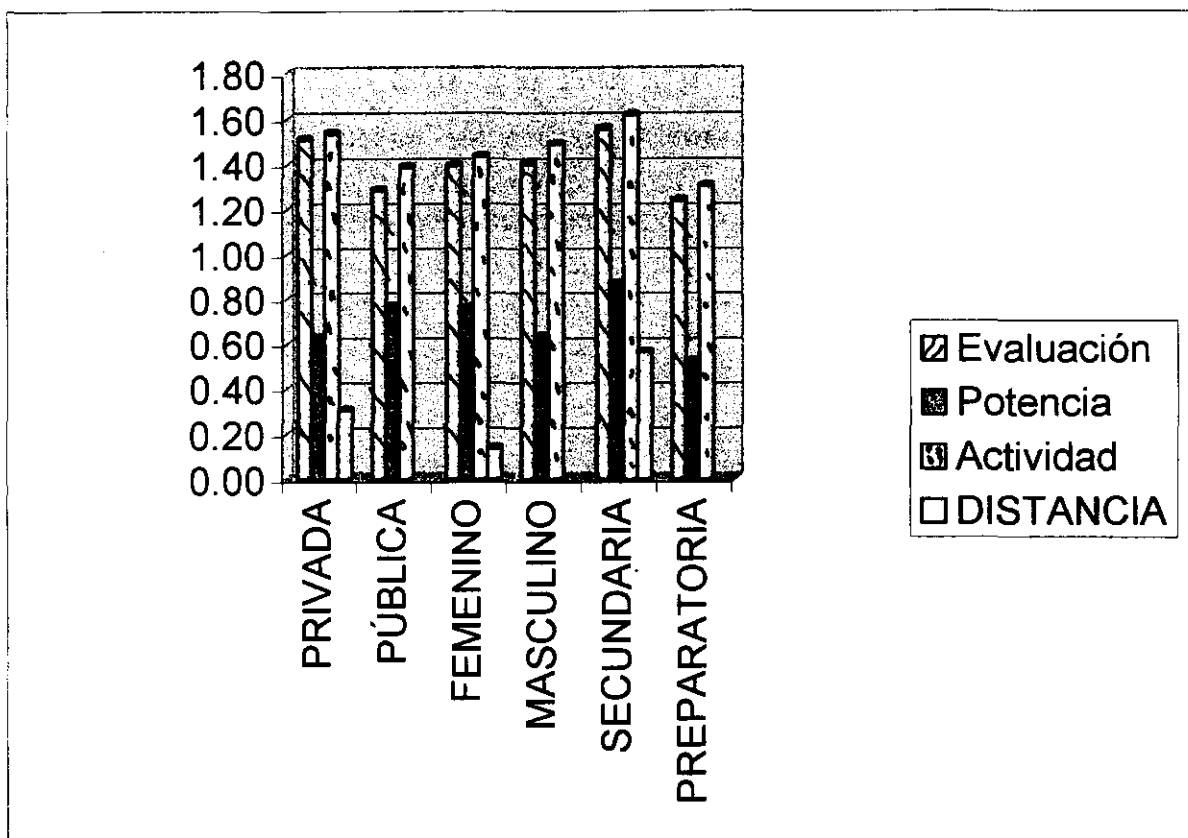 1.80
1.60
1.40
1.20
1.00
0.80
0.60
0.40
0.20
0.00
PRIVADA
PÚBLICA
FEMENINO
MASCULINO
SECUNDARIA
PREPARATORIA
Evaluación
Potencia
Actividad
DISTANCIA